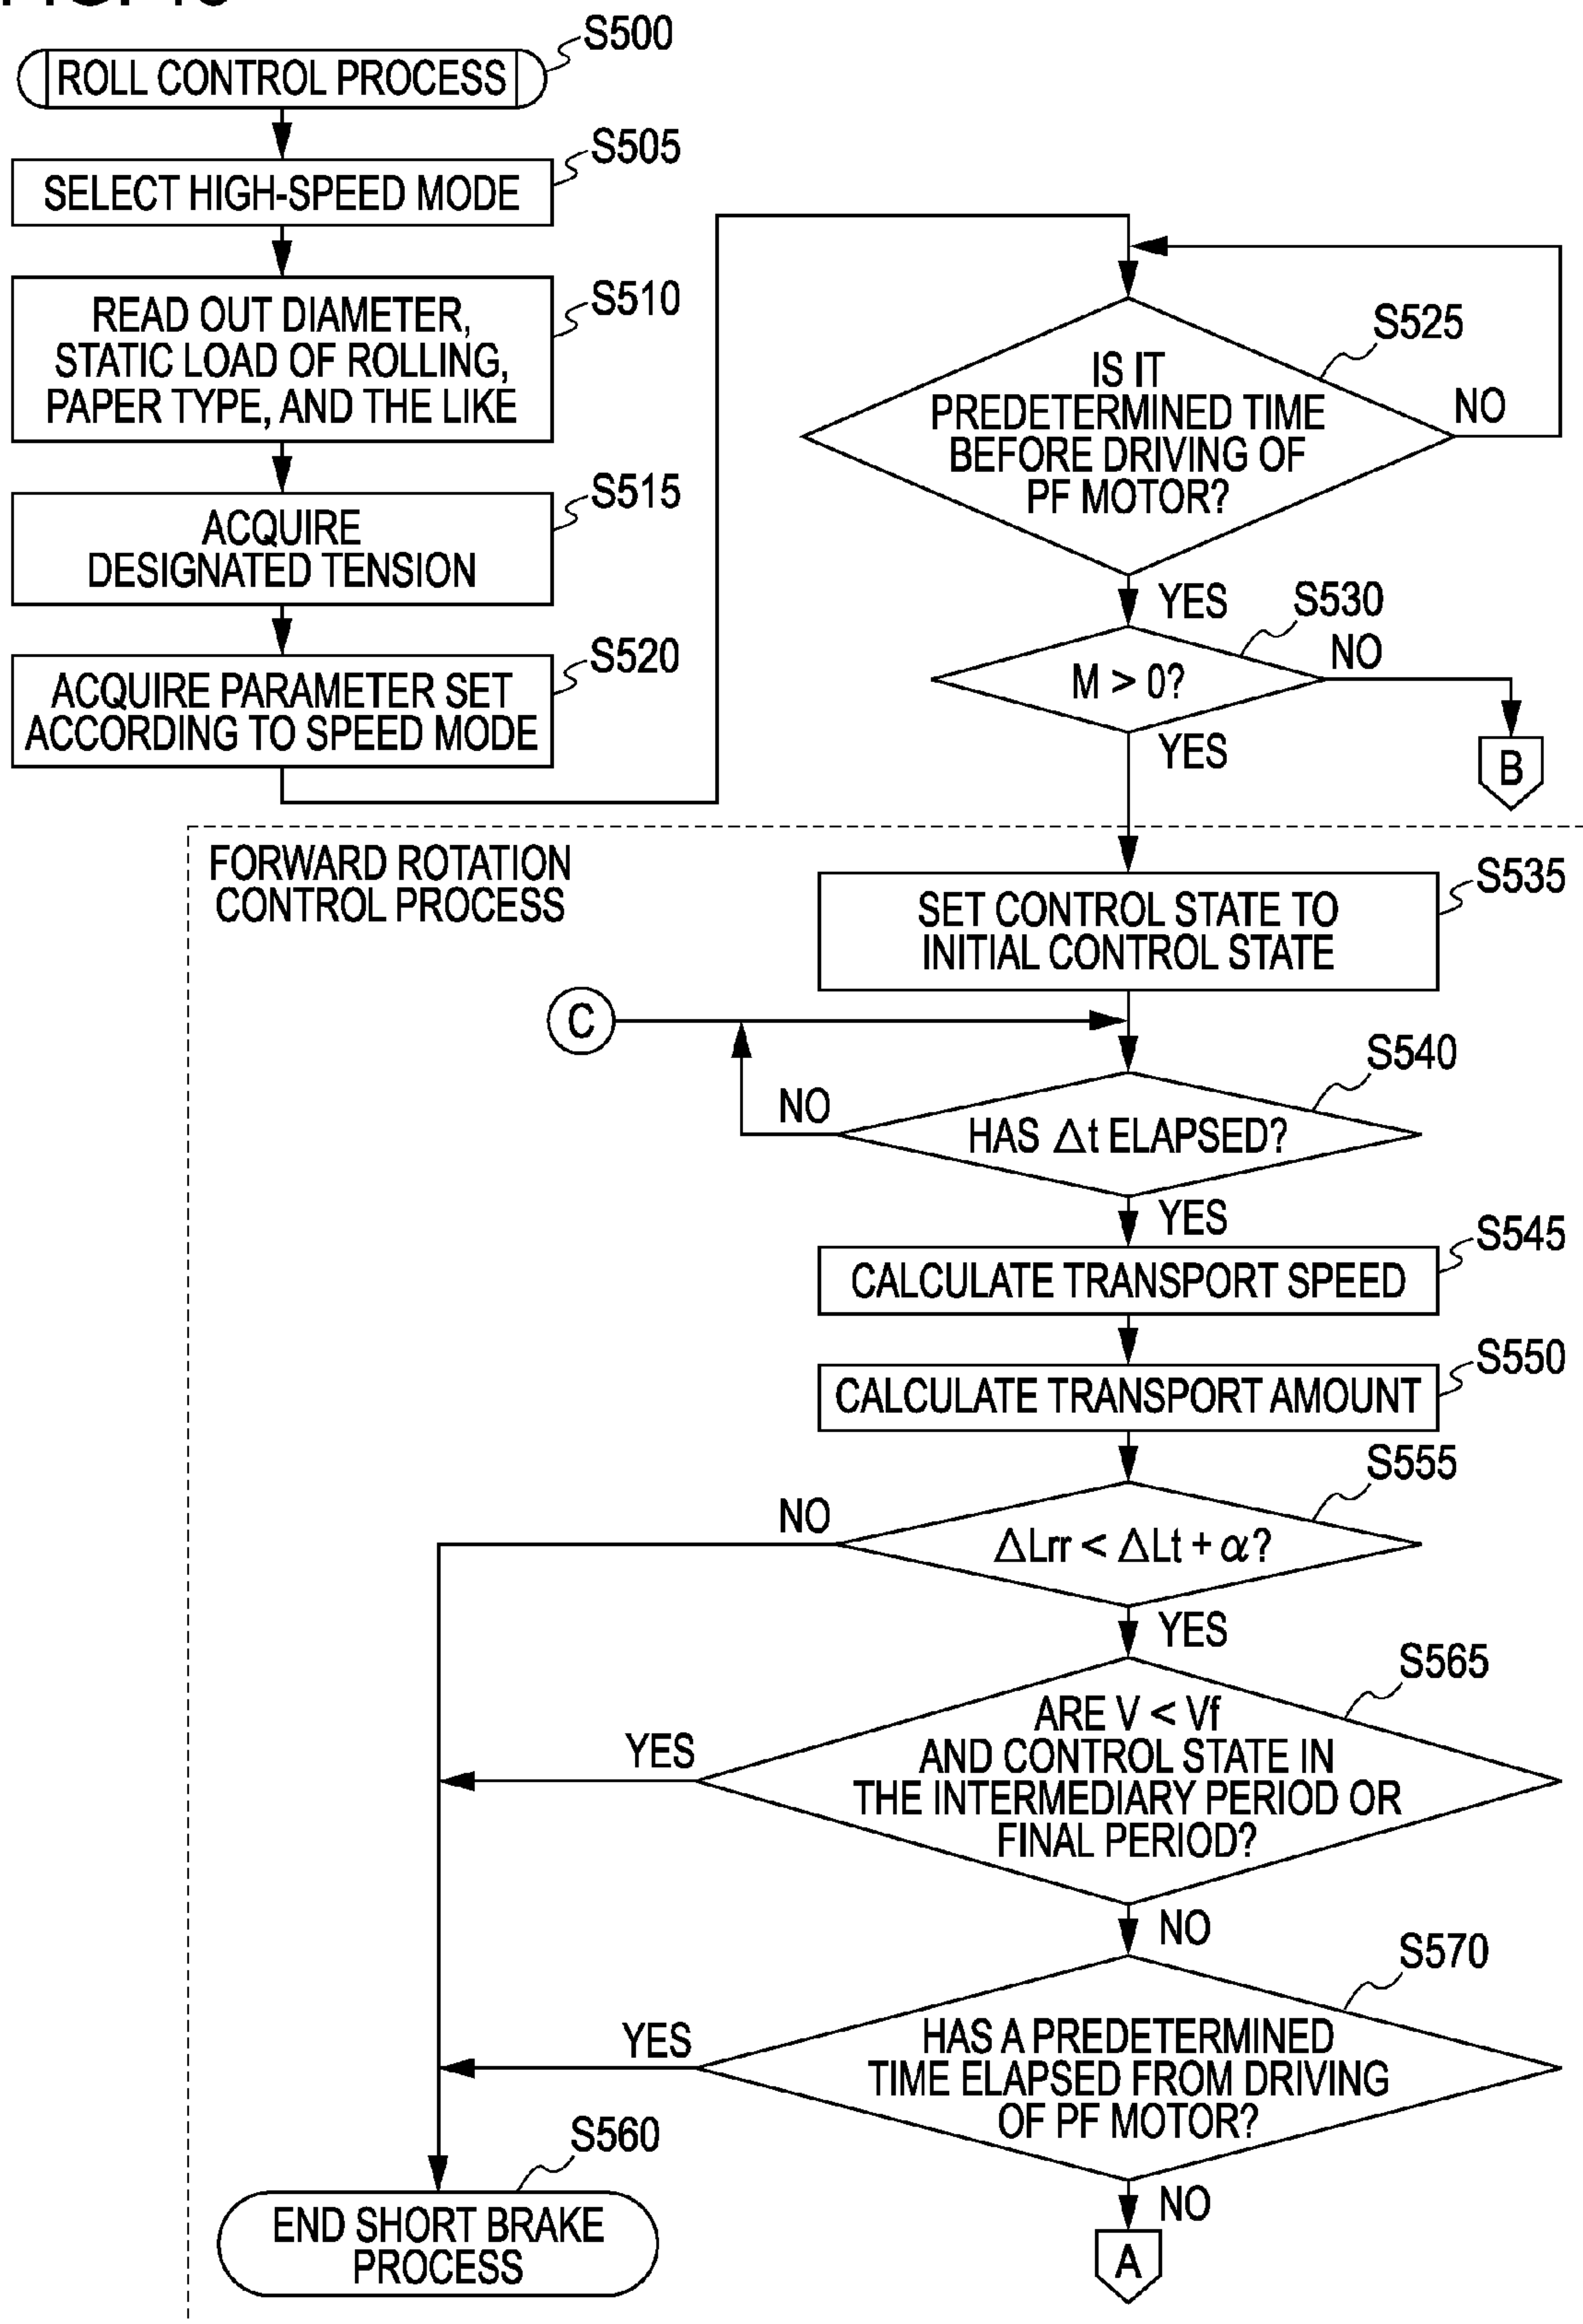 S500
ROLL CONTROL PROCESS
S505
SELECT HIGH-SPEED MODE
S510
READ OUT DIAMETER,
STATIC LOAD OF ROLLING,
PAPER TYPE, AND THE LIKE
S515
ACQUIRE
DESIGNATED TENSION
S520
ACQUIRE PARAMETER SET
ACCORDING TO SPEED MODE
S525
IS IT
PREDETERMINED TIME
BEFORE DRIVING OF
PF MOTOR?
NO
YES
S530
M > 0?
NO
B
YES
FORWARD ROTATION
CONTROL PROCESS
S535
SET CONTROL STATE TO
INITIAL CONTROL STATE
C
S540
HAS Δt ELAPSED?
NO
YES
S545
CALCULATE TRANSPORT SPEED
S550
CALCULATE TRANSPORT AMOUNT
S555
ΔLrr < ΔLt + α?
NO
YES
S565
ARE V < Vf
AND CONTROL STATE IN
THE INTERMEDIARY PERIOD OR
FINAL PERIOD?
YES
NO
S570
HAS A PREDETERMINED
TIME ELAPSED FROM DRIVING
OF PF MOTOR?
YES
NO
S560
END SHORT BRAKE
PROCESS
A